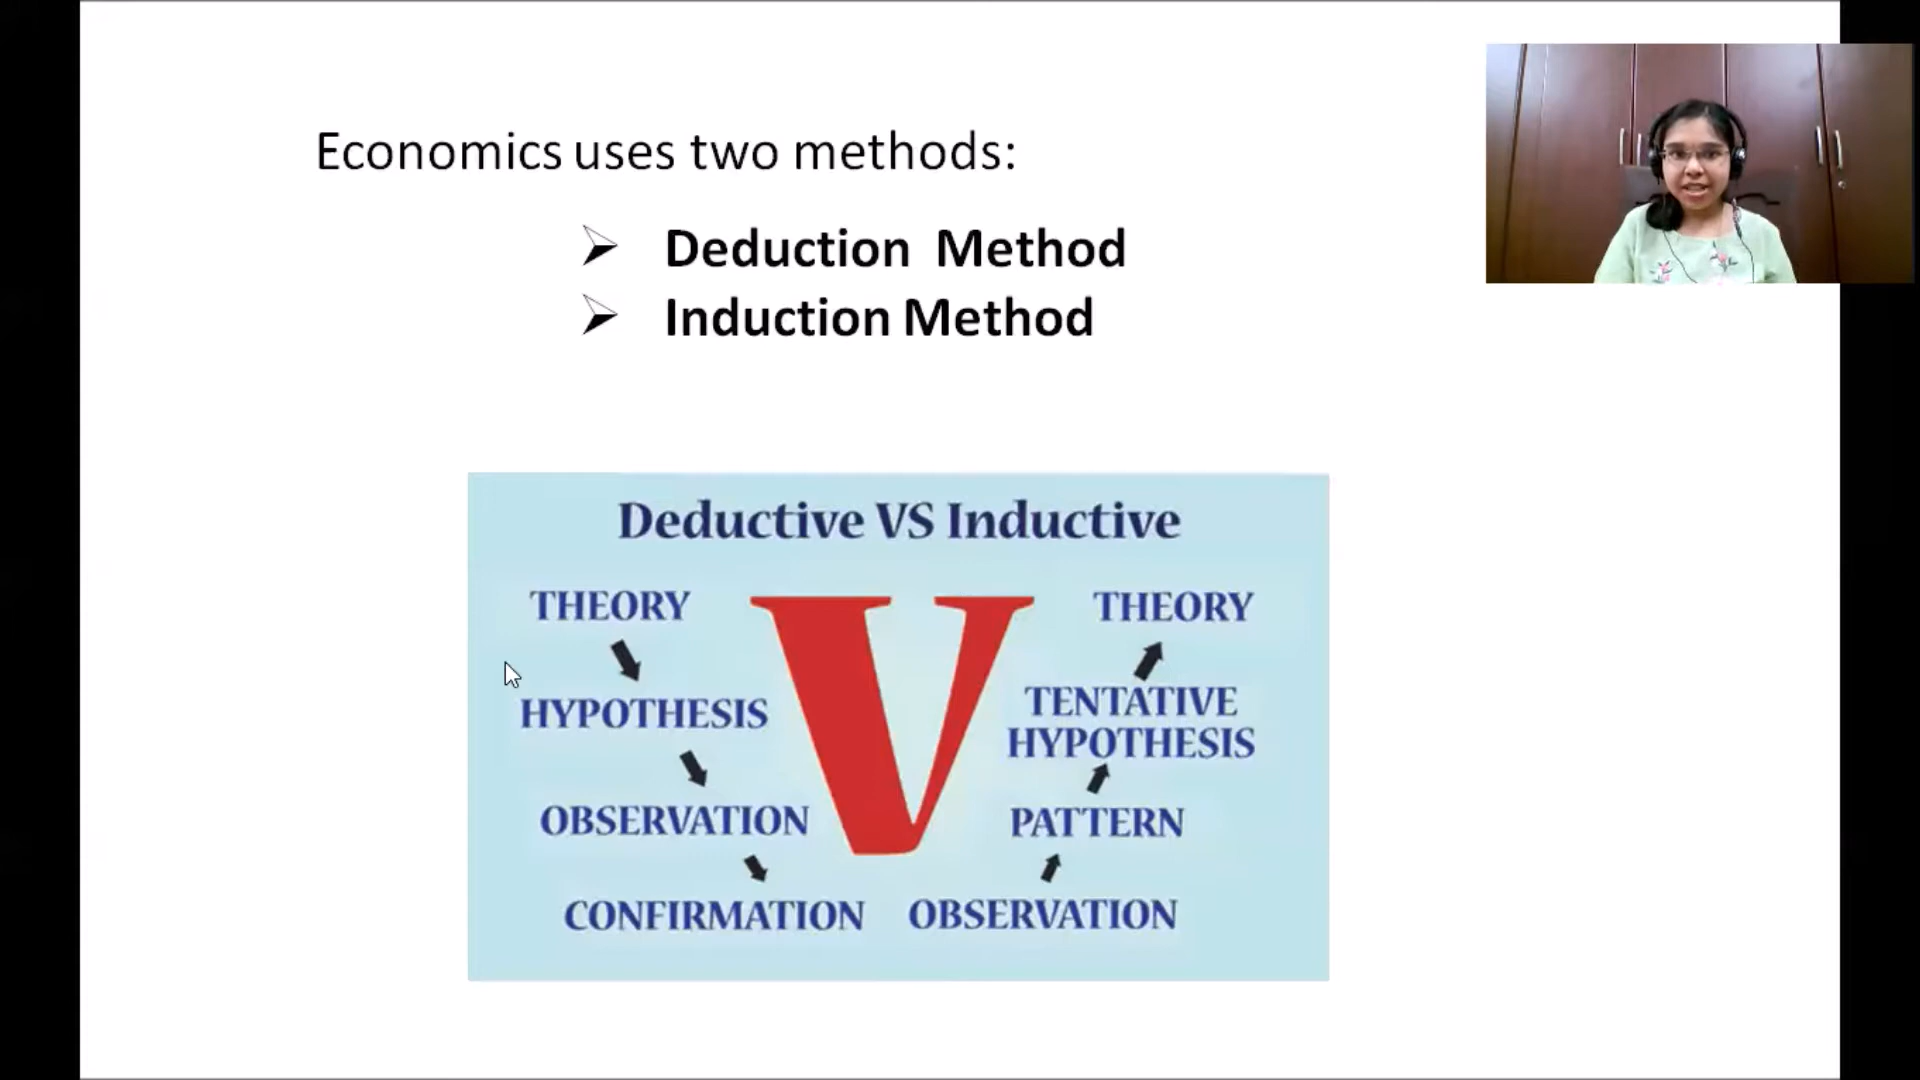 Economics uses two methods:
Deduction Method
Induction Method
Deductive VS Inductive
THEORY
HYPOTHESIS
OBSERVATION
CONFIRMATION
V
THEORY
TENTATIVE
HYPOTHESIS
PATTERN
OBSERVATION